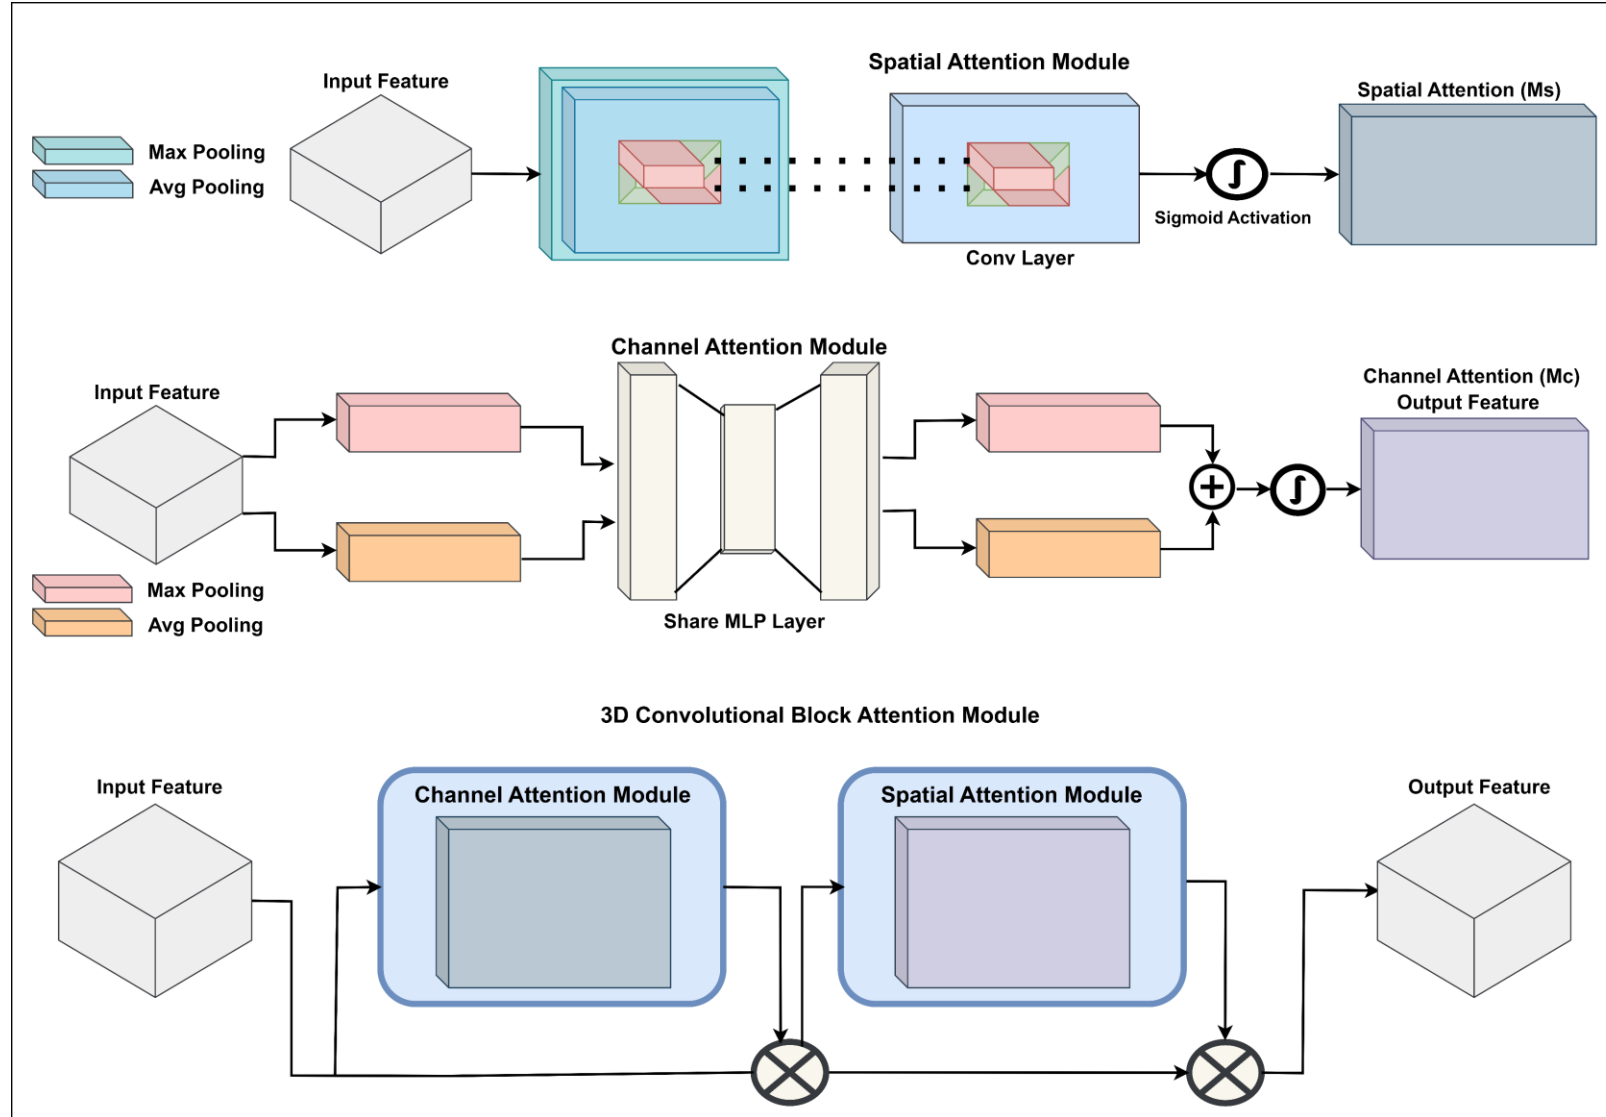 Spatial Attention Module
Input Feature
Spatial Attention (Ms)
Max Pooling
Avg Pooling
Sigmoid Activation
Conv Layer
Channel Attention Module
Input Feature
Channel Attention (Mc)
Output Feature
Max Pooling
Avg Pooling
Share MLP Layer
3D Convolutional Block Attention Module
Input Feature
Channel Attention Module
Spatial Attention Module
Output Feature